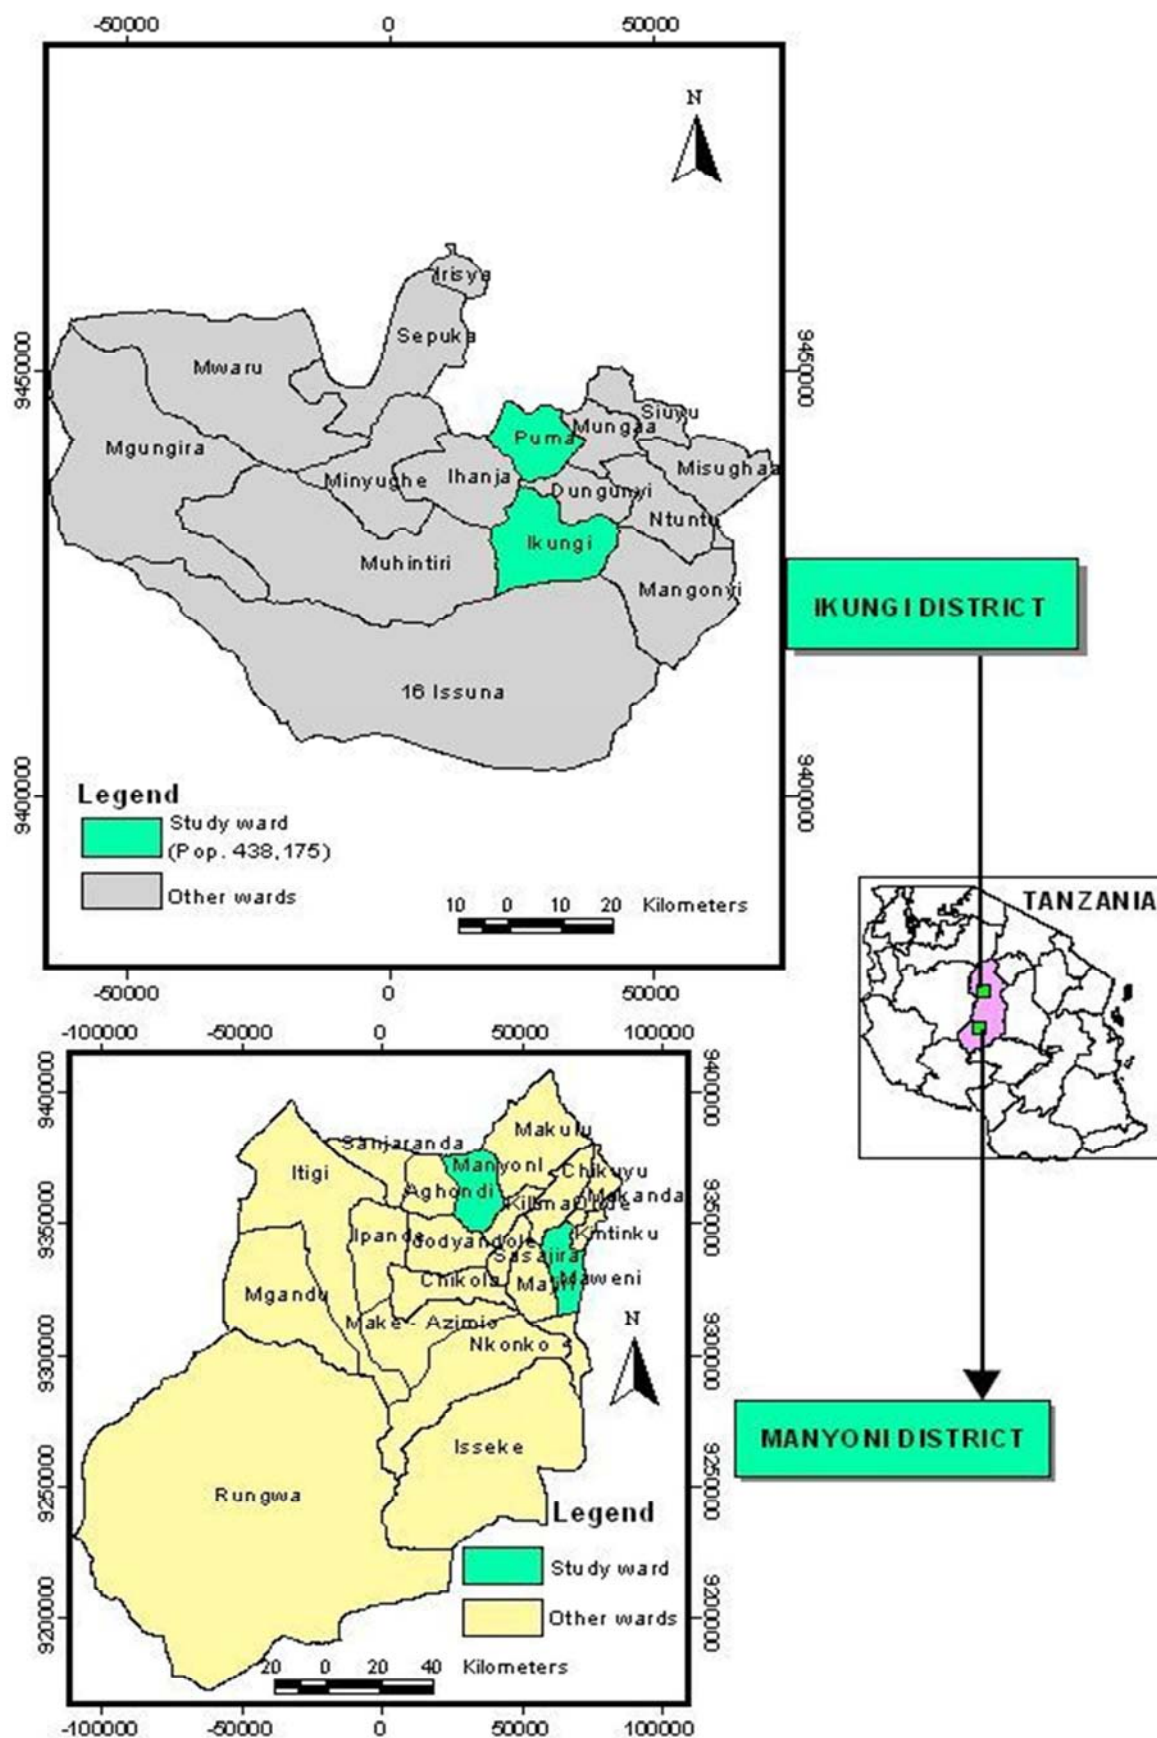 -50000 0 50000
N
Irisya
Sepuka
Mwaru
9450000
9450000
Siuyu
Mungaa
Puma
Mgungira
Misughaa
Ihanja
Minyughe
Dungunyi
Ntuntu
Ikungi
Muhintiri
Mangonyi
IKUNGI DISTRICT
16 Issuna
Legend
Study ward
(Pop. 438,175)
Other wards
9400000
9400000
10 0 10 20 Kilometers
TANZANIA
-50000 0 50000
-100000 0 500000 100000
9400000
9400000
Makulu
Sanjaranda
Manyoni
Itigi
Chikuyu
Aghondi
Makanda
9350000
9350000
Kintinku
Sasajira
Chikola
Maweni
Mgandu
Make - Azimio
N
Nkonko
9300000
9300000
MANYONI DISTRICT
Isseke
Rungwa
9250000
9250000
Legend
Study ward
Other wards
9200000
9200000
20 0 20 40 Kilometers
-100000 -50000 0 50000 100000